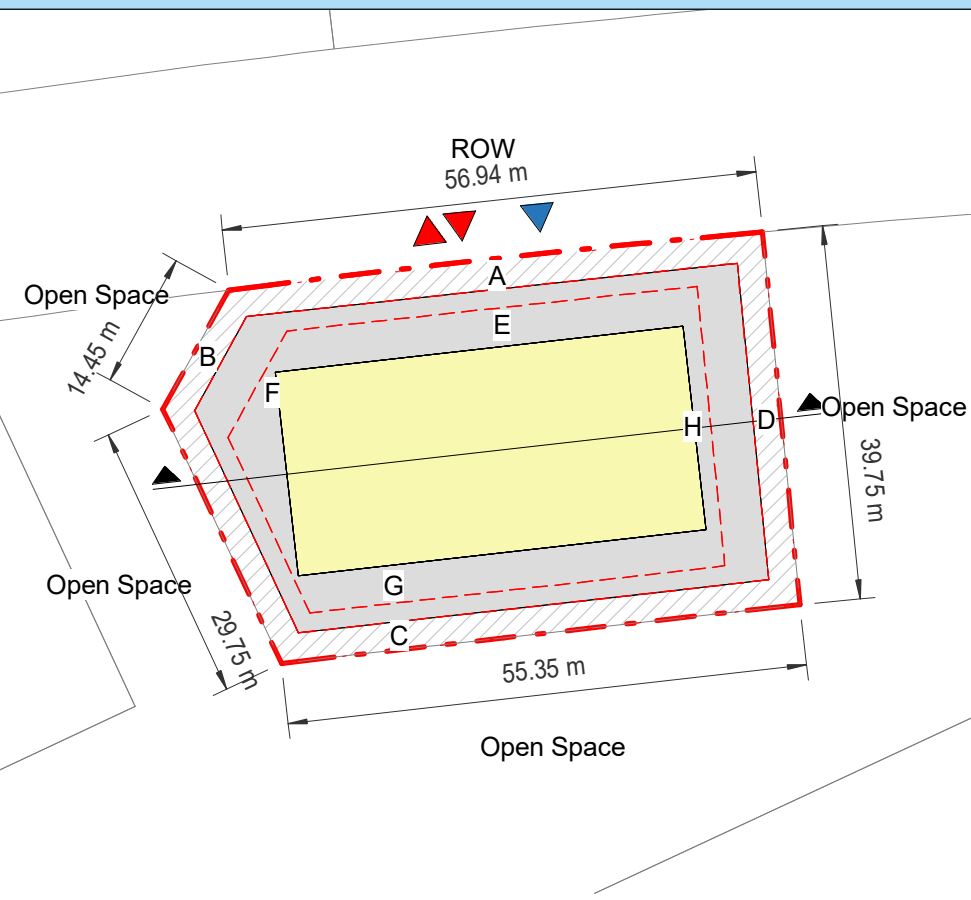 ROW
56.94 m
A
Open Space
E
14.45 m
B
F
Open Space
D
H
39.75 m
Open Space
G
29.75 m
C
55.35 m
Open Space